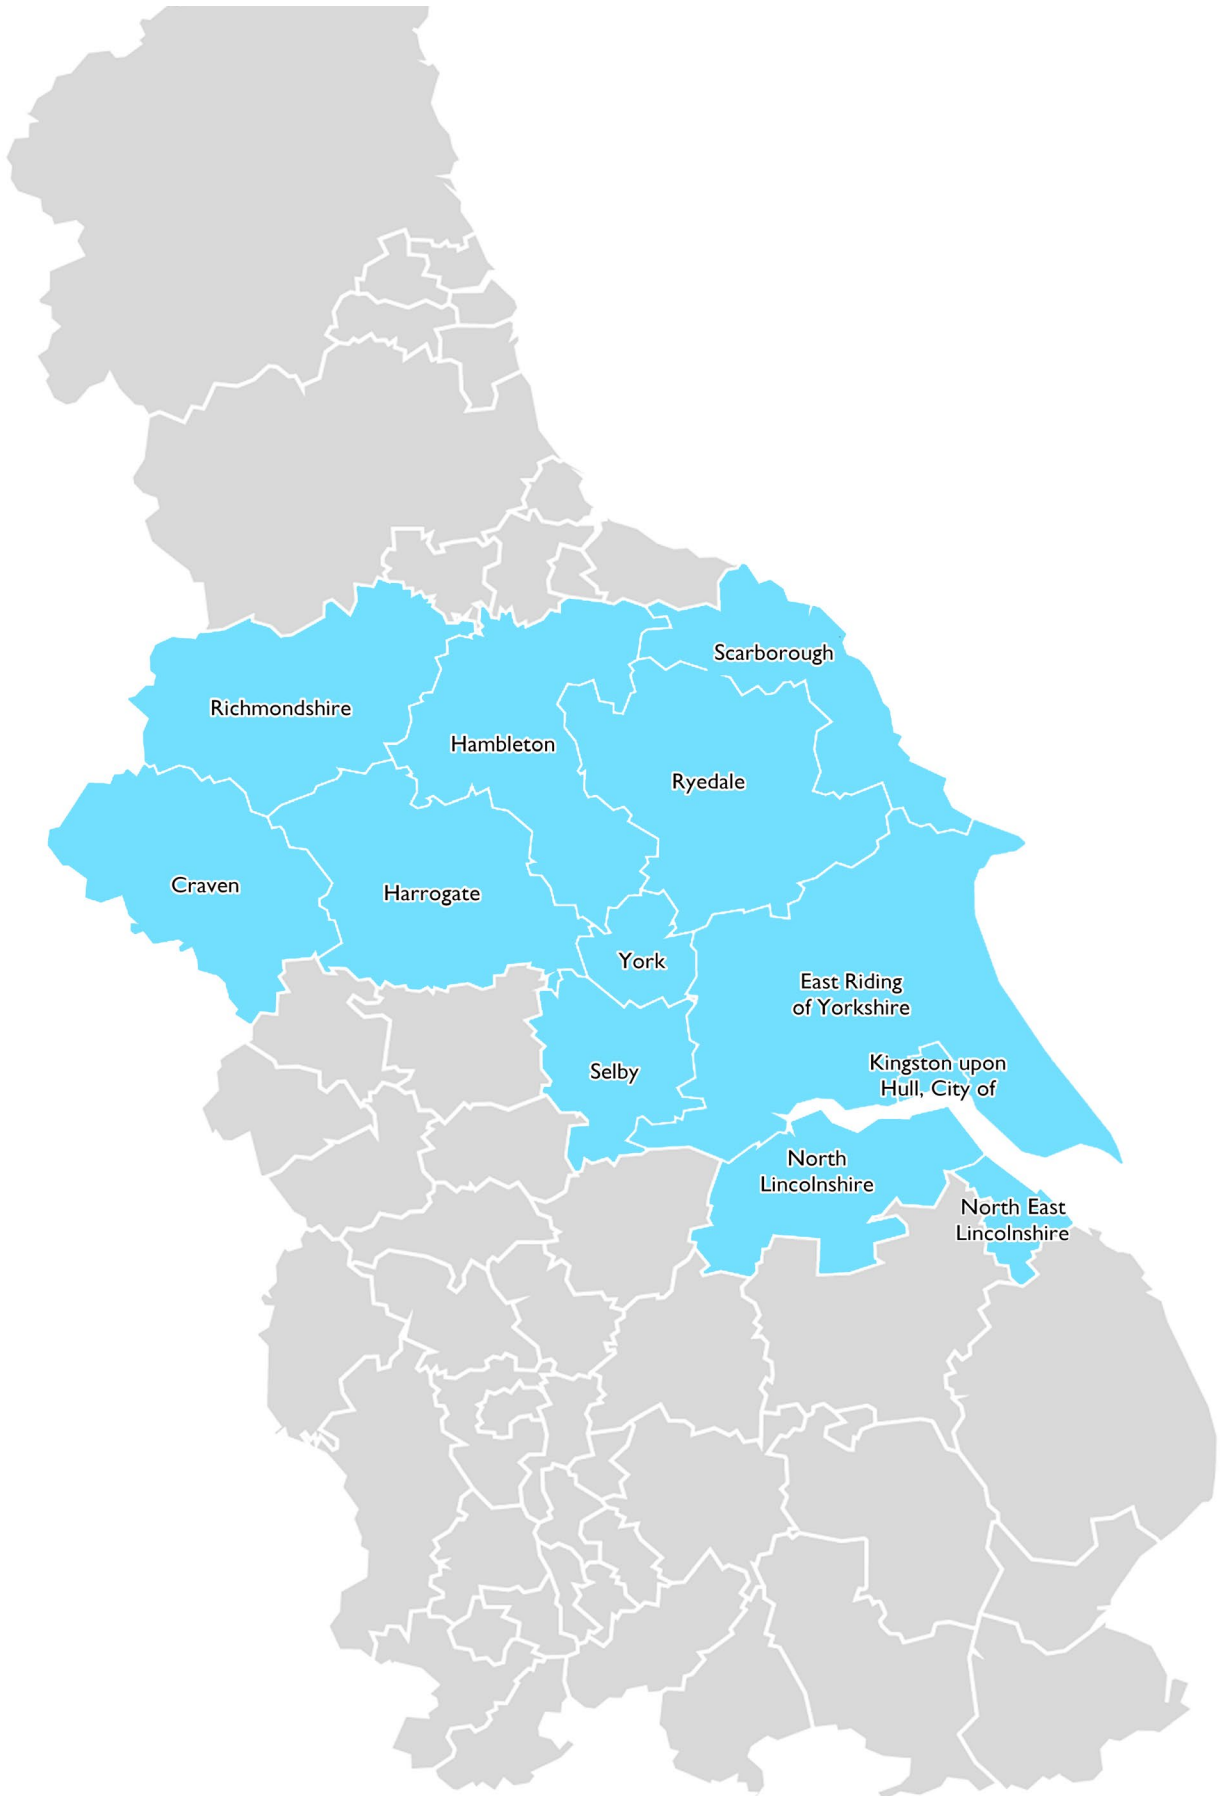 Scarborough
Richmondshire
Hambleton
Ryedale
Craven
Harrogate
York
East Riding
of Yorkshire
Selby
Kingston upon
Hull, City of
North
Lincolnshire
North East
Lincolnshire